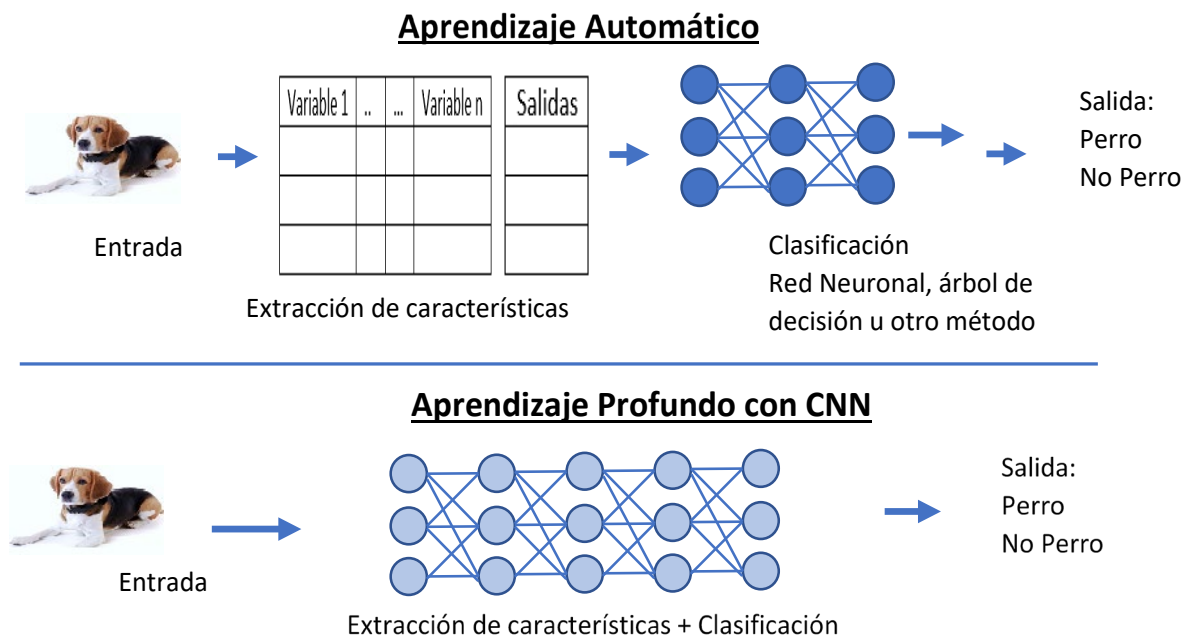 Aprendizaje Automático
Variable 1 .. ... Variable n Salidas
Salida:
Perro
No Perro
Entrada
Extracción de características
Clasificación
Red Neuronal, árbol de
decisión u otro método
Aprendizaje Profundo con CNN
Salida:
Perro
No Perro
Entrada
Extracción de características + Clasificación